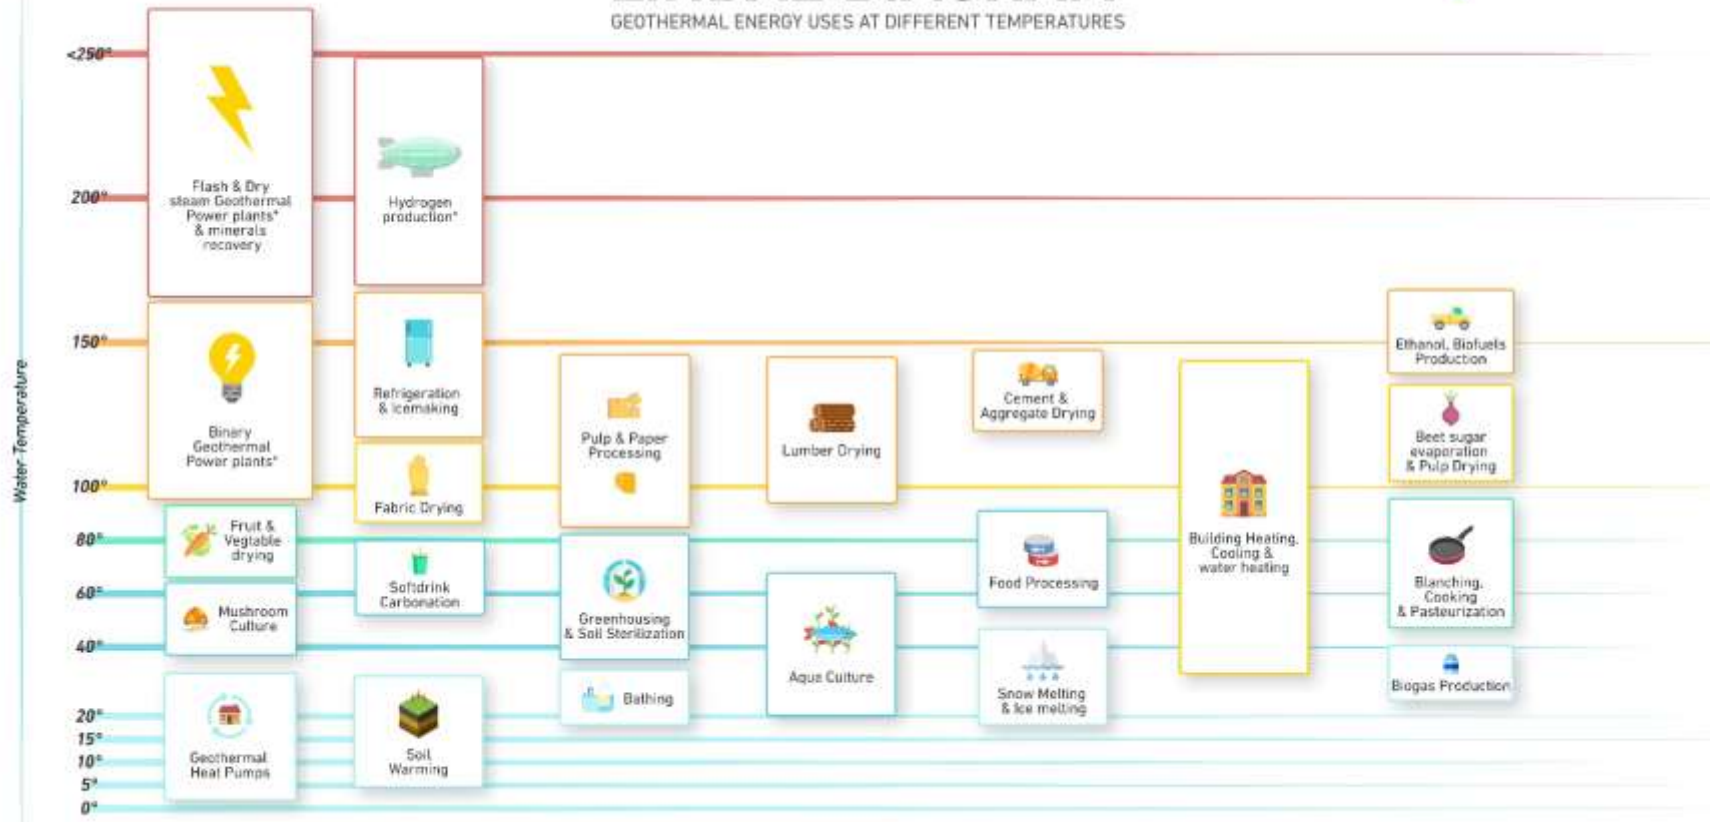 GEOTHERMAL ENERGY USES AT DIFFERENT TEMPERATURES
Water Temperature
<250°
200°
150°
100°
80°
60°
40°
20°
15°
10°
5°
0°
Flash & Dry
steam Geothermal
Power plants*
& minerals
recovery
Hydrogen
production*
Binary
Geothermal
Power plants*
Refrigeration
& Icemaking
Fabric Drying
Pulp & Paper
Processing
Lumber Drying
Cement &
Aggregate Drying
Building Heating,
Cooling &
water heating
Ethanol, Biofuels
Production
Beet sugar
evaporation
& Pulp Drying
Fruit &
Vegtable
drying
Mushroom
Culture
Softdrink
Carbonation
Greenhousing
& Soil Sterilization
Aqua Culture
Food Processing
Blanching,
Cooking
& Pasteurization
Geothermal
Heat Pumps
Soil
Warming
Bathing
Snow Melting
& Ice melting
Biogas Production